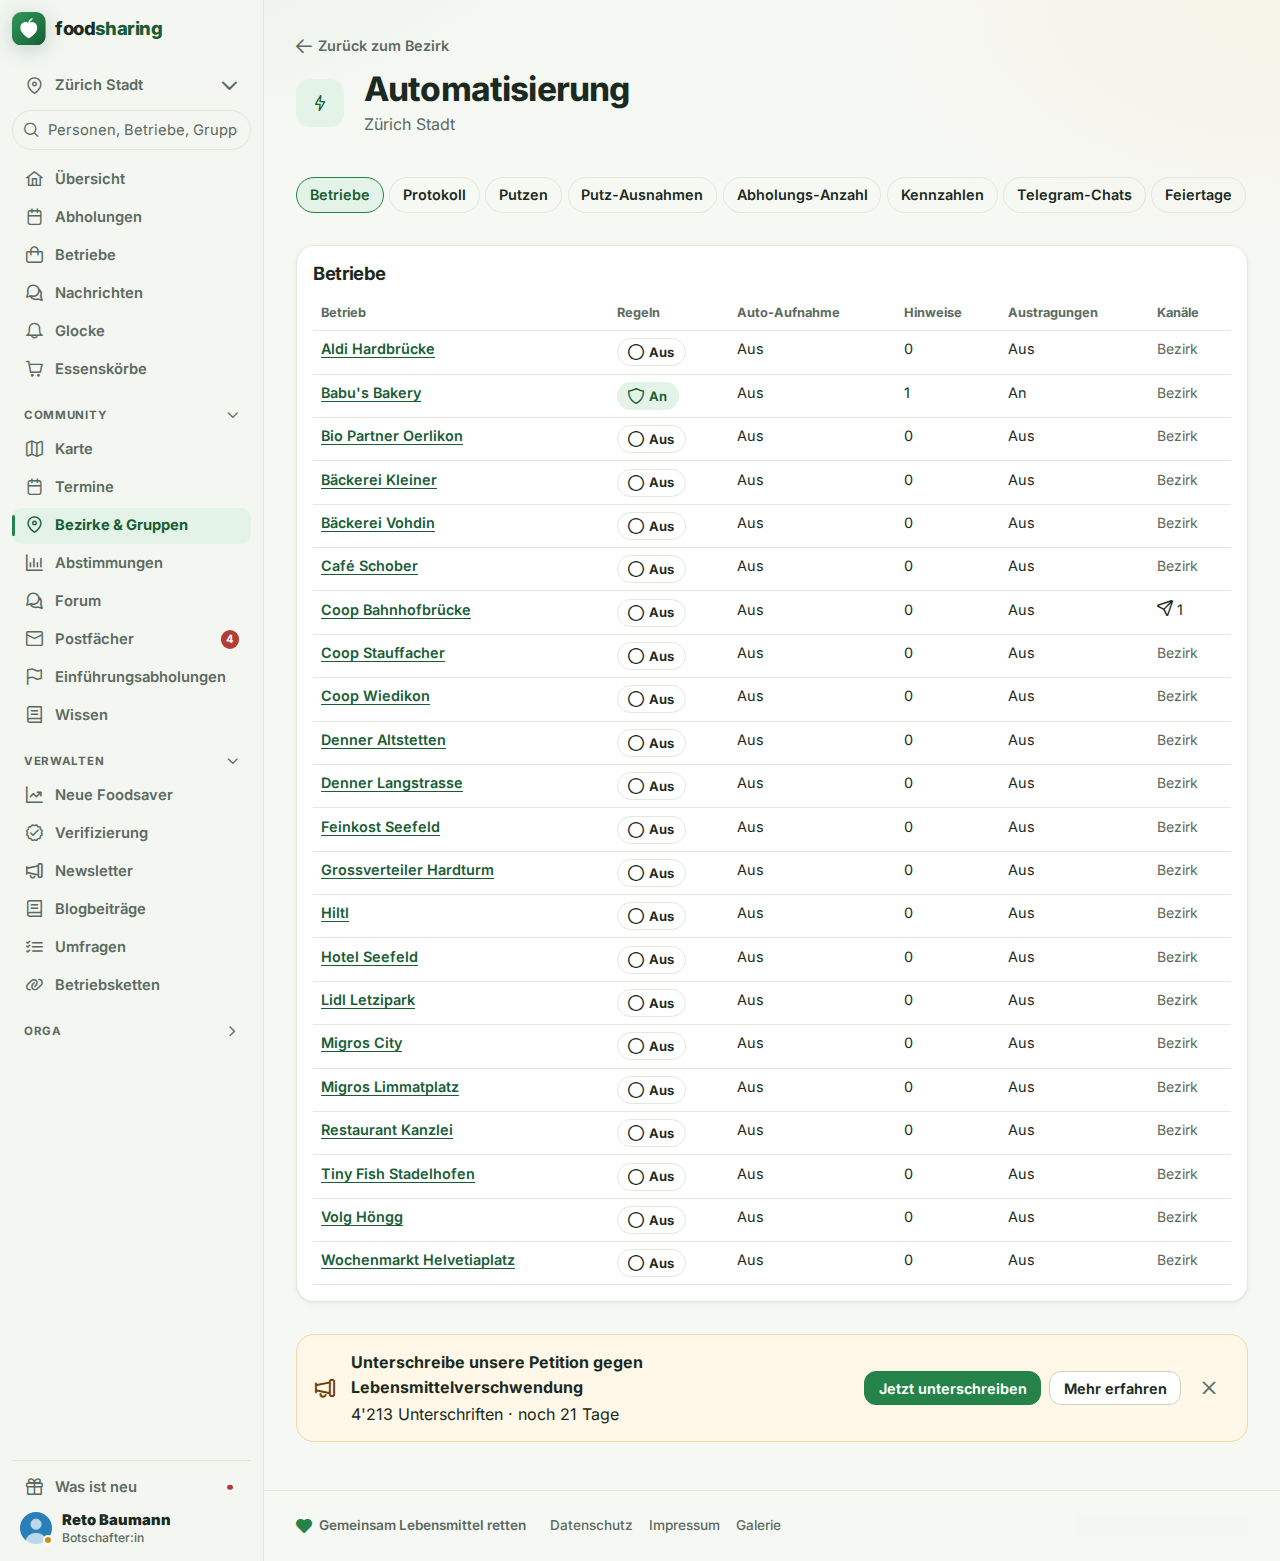 foodsharing
Zürich Stadt
Personen, Betriebe, Grupp
Übersicht
Abholungen
Betriebe
Nachrichten
Glocke
Essenskörbe
COMMUNITY
Karte
Termine
Bezirke & Gruppen
Abstimmungen
Forum
Postfächer 4
Einführungsabholungen
Wissen
VERWALTEN
Neue Foodsaver
Verifizierung
Newsletter
Blogbeiträge
Umfragen
Betriebsketten
ORGA
Was ist neu
Reto Baumann
Botschafter:in
Zurück zum Bezirk
Automatisierung
Zürich Stadt
Betriebe Protokoll Putzen Putz-Ausnahmen Abholungs-Anzahl Kennzahlen Telegram-Chats Feiertage
Betriebe
Betrieb Regeln Auto-Aufnahme Hinweise Austragungen Kanäle
Aldi Hardbrücke Aus Aus 0 Aus Bezirk
Babu's Bakery An Aus 1 An Bezirk
Bio Partner Oerlikon Aus Aus 0 Aus Bezirk
Bäckerei Kleiner Aus Aus 0 Aus Bezirk
Bäckerei Vohdin Aus Aus 0 Aus Bezirk
Café Schober Aus Aus 0 Aus Bezirk
Coop Bahnhofbrücke Aus Aus 0 Aus 1
Coop Stauffacher Aus Aus 0 Aus Bezirk
Coop Wiedikon Aus Aus 0 Aus Bezirk
Denner Altstetten Aus Aus 0 Aus Bezirk
Denner Langstrasse Aus Aus 0 Aus Bezirk
Feinkost Seefeld Aus Aus 0 Aus Bezirk
Grossverteiler Hardturm Aus Aus 0 Aus Bezirk
Hiltl Aus Aus 0 Aus Bezirk
Hotel Seefeld Aus Aus 0 Aus Bezirk
Lidl Letzipark Aus Aus 0 Aus Bezirk
Migros City Aus Aus 0 Aus Bezirk
Migros Limmatplatz Aus Aus 0 Aus Bezirk
Restaurant Kanzlei Aus Aus 0 Aus Bezirk
Tiny Fish Stadelhofen Aus Aus 0 Aus Bezirk
Volg Höngg Aus Aus 0 Aus Bezirk
Wochenmarkt Helvetiaplatz Aus Aus 0 Aus Bezirk
Unterschreibe unsere Petition gegen
Lebensmittelverschwendung
4'213 Unterschriften · noch 21 Tage
Jetzt unterschreiben Mehr erfahren
Gemeinsam Lebensmittel retten Datenschutz Impressum Galerie